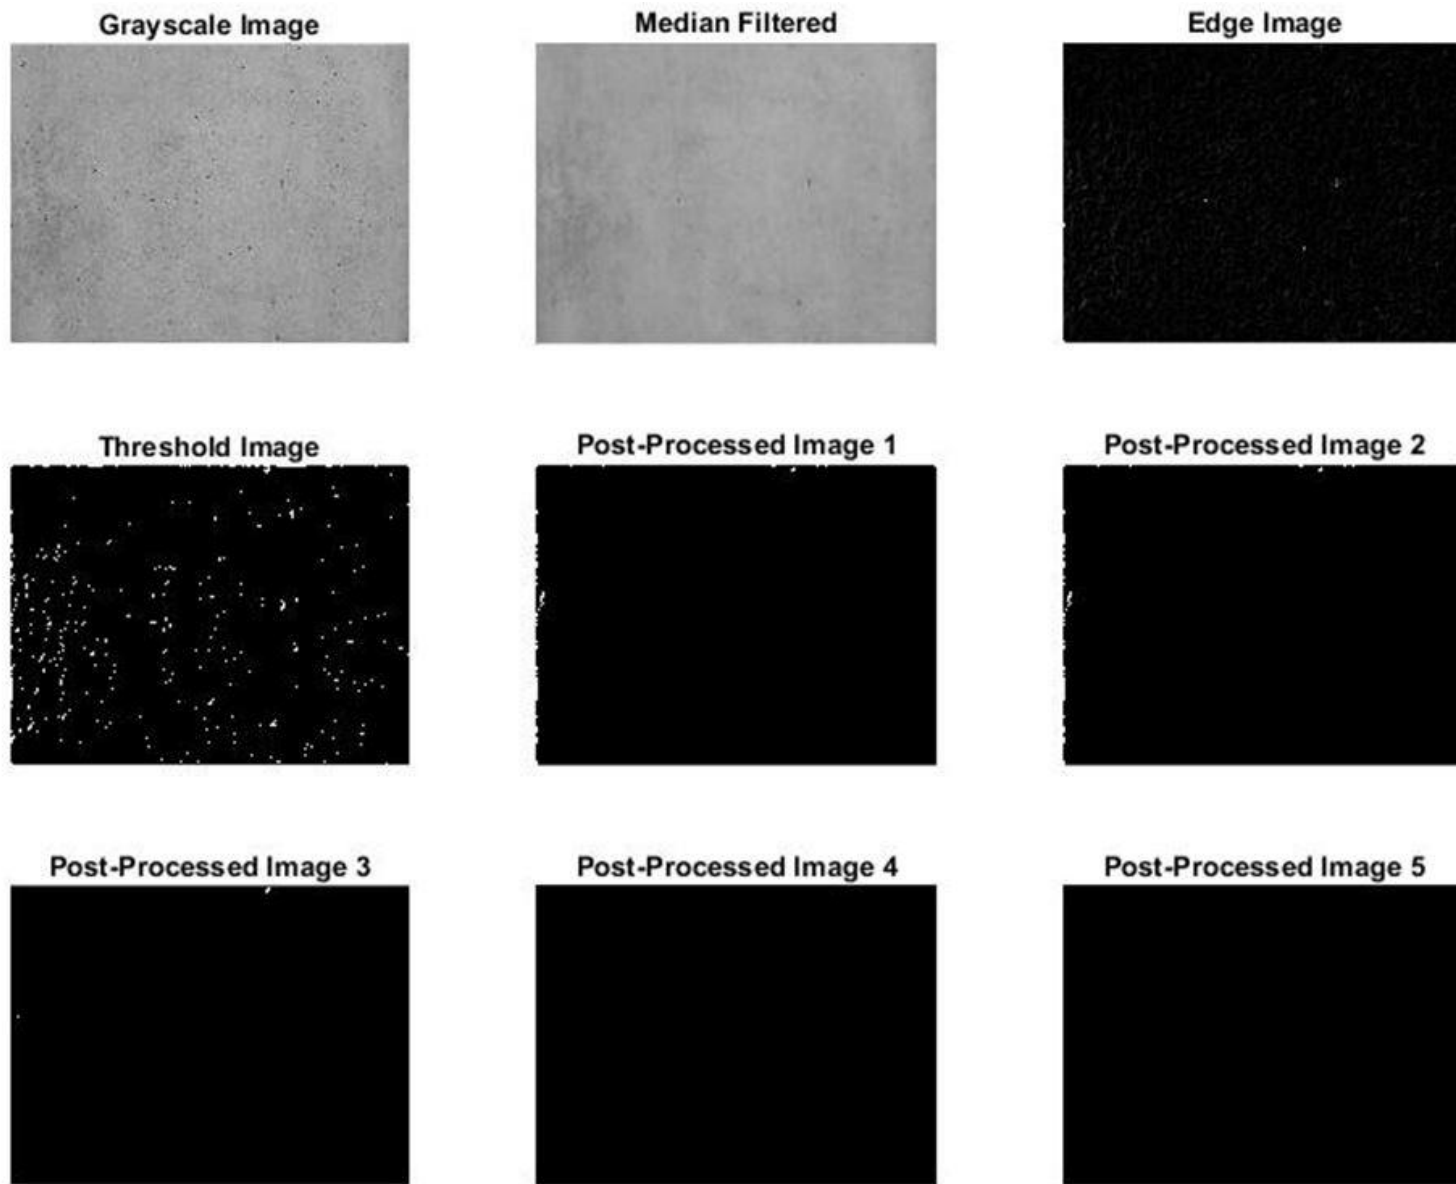 Grayscale Image
Median Filtered
Edge Image
Threshold Image
Post-Processed Image 1
Post-Processed Image 2
Post-Processed Image 3
Post-Processed Image 4
Post-Processed Image 5